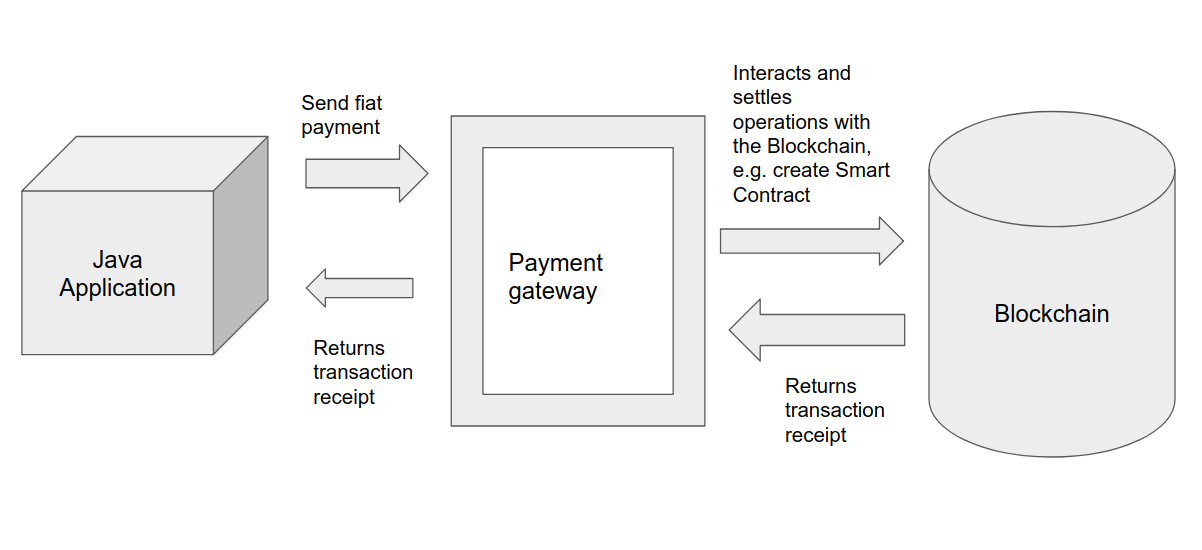 Java
Application
Send fiat
payment
Returns
transaction
receipt
Payment
gateway
Interacts and
settles
operations with
the Blockchain,
e.g. create Smart
Contract
Returns
transaction
receipt
Blockchain